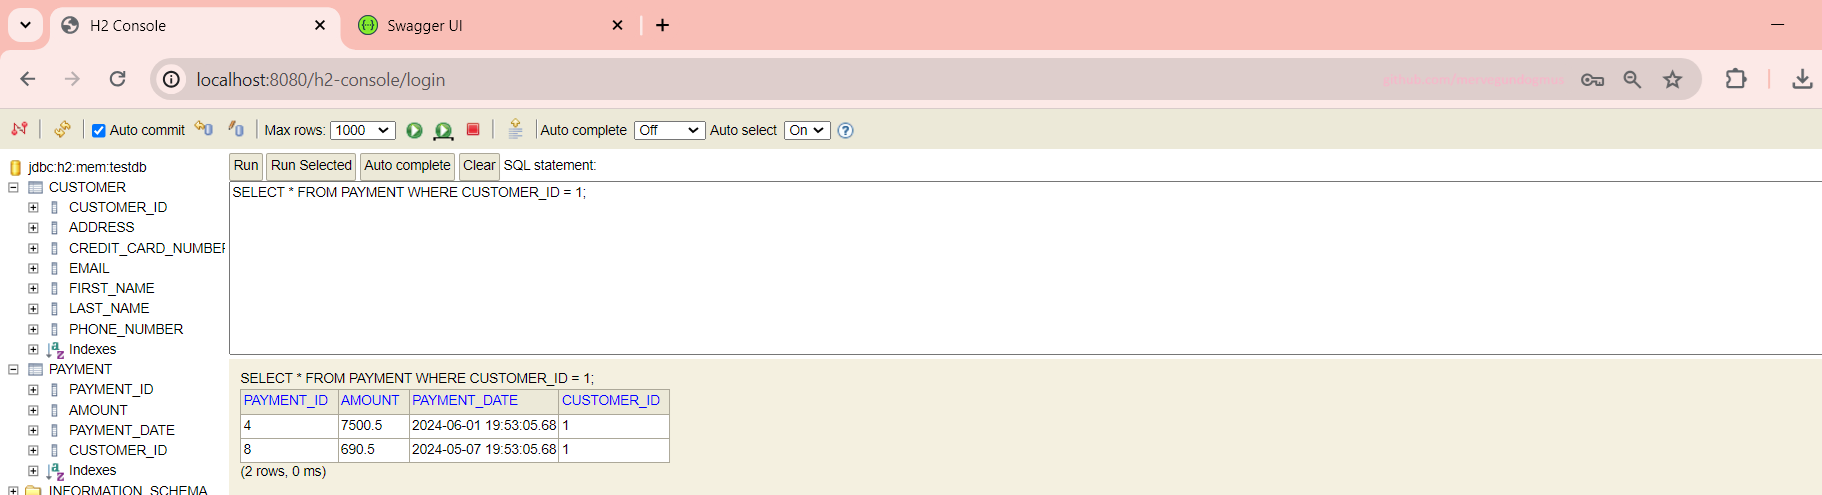 H2 Console
Swagger UI
localhost:8080/h2-console/login
Auto commit Max rows: 1000 Auto complete Off Auto select On
jdbc:h2:mem:testdb
CUSTOMER
CUSTOMER_ID
ADDRESS
CREDIT_CARD_NUMBER
EMAIL
FIRST_NAME
LAST_NAME
PHONE_NUMBER
Indexes
PAYMENT
PAYMENT_ID
AMOUNT
PAYMENT_DATE
CUSTOMER_ID
Indexes
INFORMATION_SCHEMA
Run Run Selected Auto complete Clear SQL statement:
SELECT * FROM PAYMENT WHERE CUSTOMER_ID = 1;
SELECT * FROM PAYMENT WHERE CUSTOMER_ID = 1;
PAYMENT_ID AMOUNT PAYMENT_DATE CUSTOMER_ID
4 7500.5 2024-06-01 19:53:05.68 1
8 690.5 2024-05-07 19:53:05.68 1
(2 rows, 0 ms)